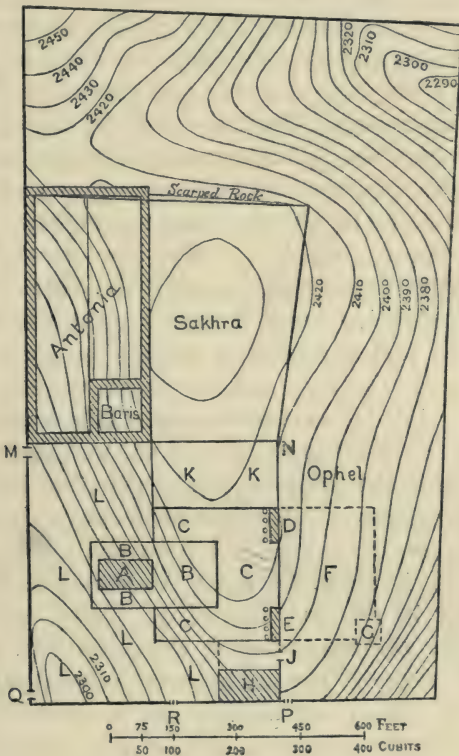 2450
2440
2430
2420
2320
2310
2300
2290
Scarped Rock
Antonia
Sakhra
2420
2410
2400
2390
2380
Baris
M
N
K K
Ophel
L
C
D
B
A
B
C
F
L
B
L
C
E
G
2310
J
L
2300
L
H
Q
R
P
0 75 150 300 450 600 FEET
50 100 200 300 400 CUBITS